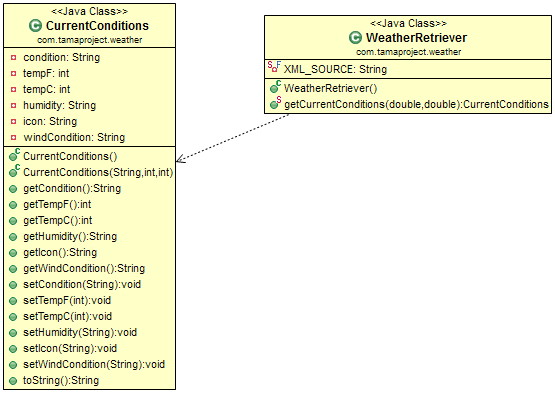 <<Java Class>>
CurrentConditions
com.tamaproject.weather
condition: String
tempF: int
tempC: int
humidity: String
icon: String
windCondition: String
CurrentConditions()
CurrentConditions(String,int,int)
getCondition():String
getTempF():int
getTempC():int
getHumidity():String
getIcon():String
getWindCondition():String
setCondition(String):void
setTempF(int):void
setTempC(int):void
setHumidity(String):void
setIcon(String):void
setWindCondition(String):void
toString():String
<<Java Class>>
WeatherRetriever
com.tamaproject.weather
XML_SOURCE: String
WeatherRetriever()
getCurrentConditions(double,double):CurrentConditions